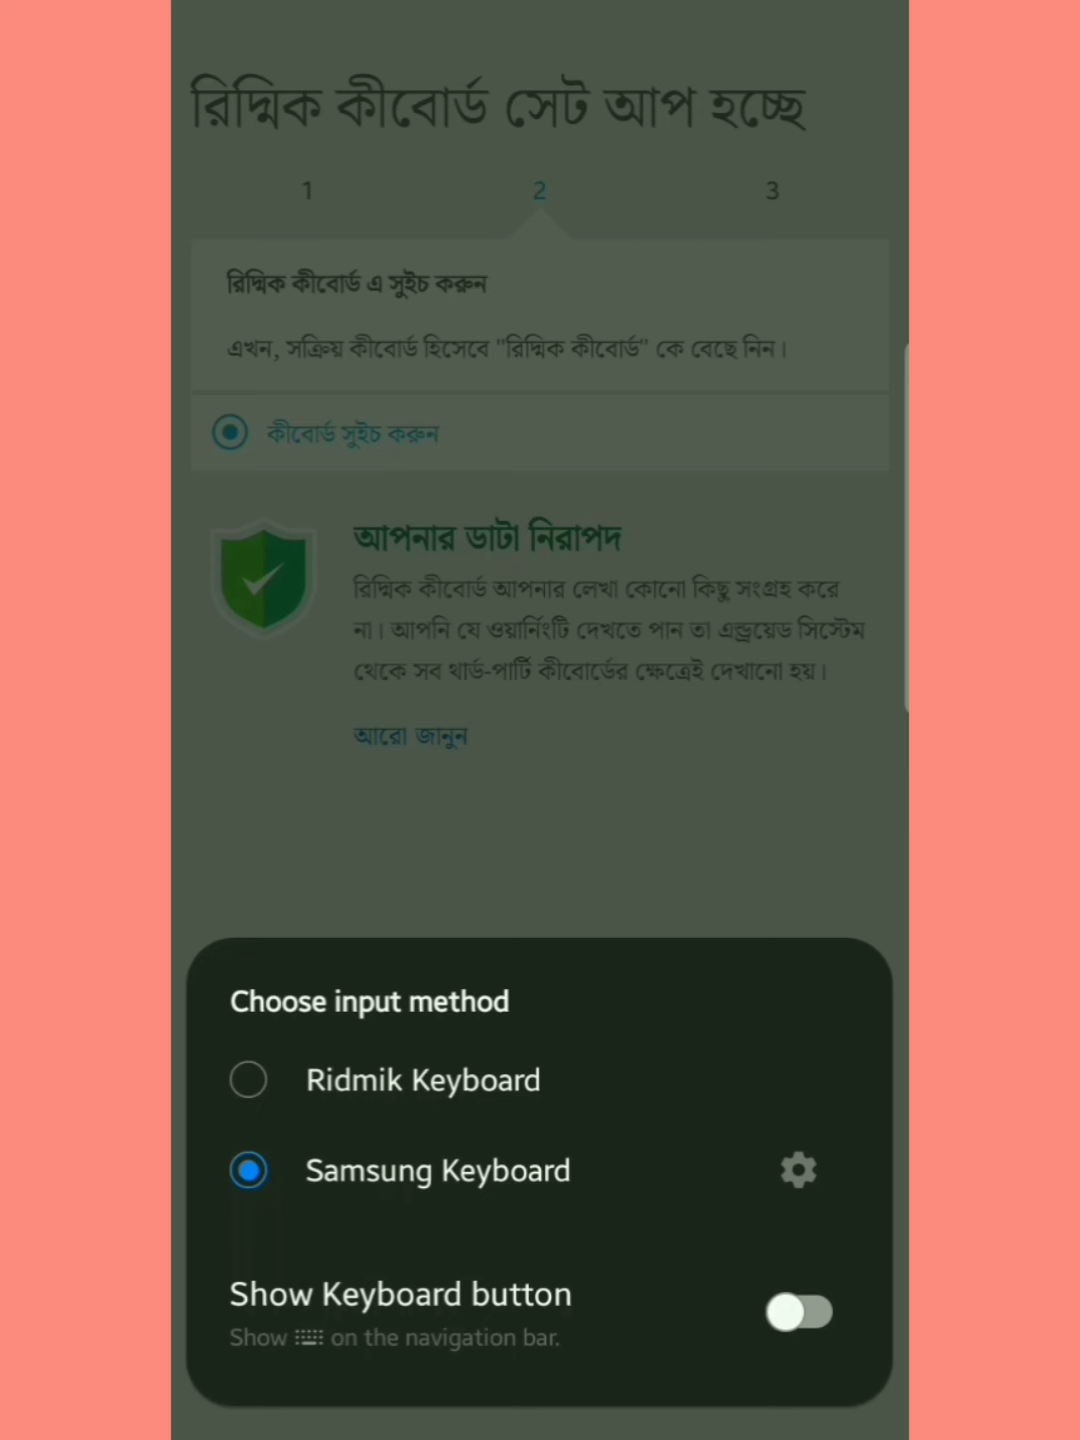 রিদ্মিক কীবোর্ড সেট আপ হচ্ছে
1 2 3
রিদ্মিক কীবোর্ড এ সুইচ করুন
এখন, সক্রিয় কীবোর্ড হিসেবে "রিদ্মিক কীবোর্ড" কে বেছে নিন।
কীবোর্ড সুইচ করুন
আপনার ডাটা নিরাপদ
রিদ্মিক কীবোর্ড আপনার লেখা কোনো কিছু সংগ্রহ করে
না। আপনি যে ওয়ার্নিংটি দেখতে পান তা এন্ড্রয়েড সিস্টেম
থেকে সব থার্ড-পার্টি কীবোর্ডের ক্ষেত্রেই দেখানো হয়।
আরো জানুন
Choose input method
Ridmik Keyboard
Samsung Keyboard
Show Keyboard button
Show on the navigation bar.